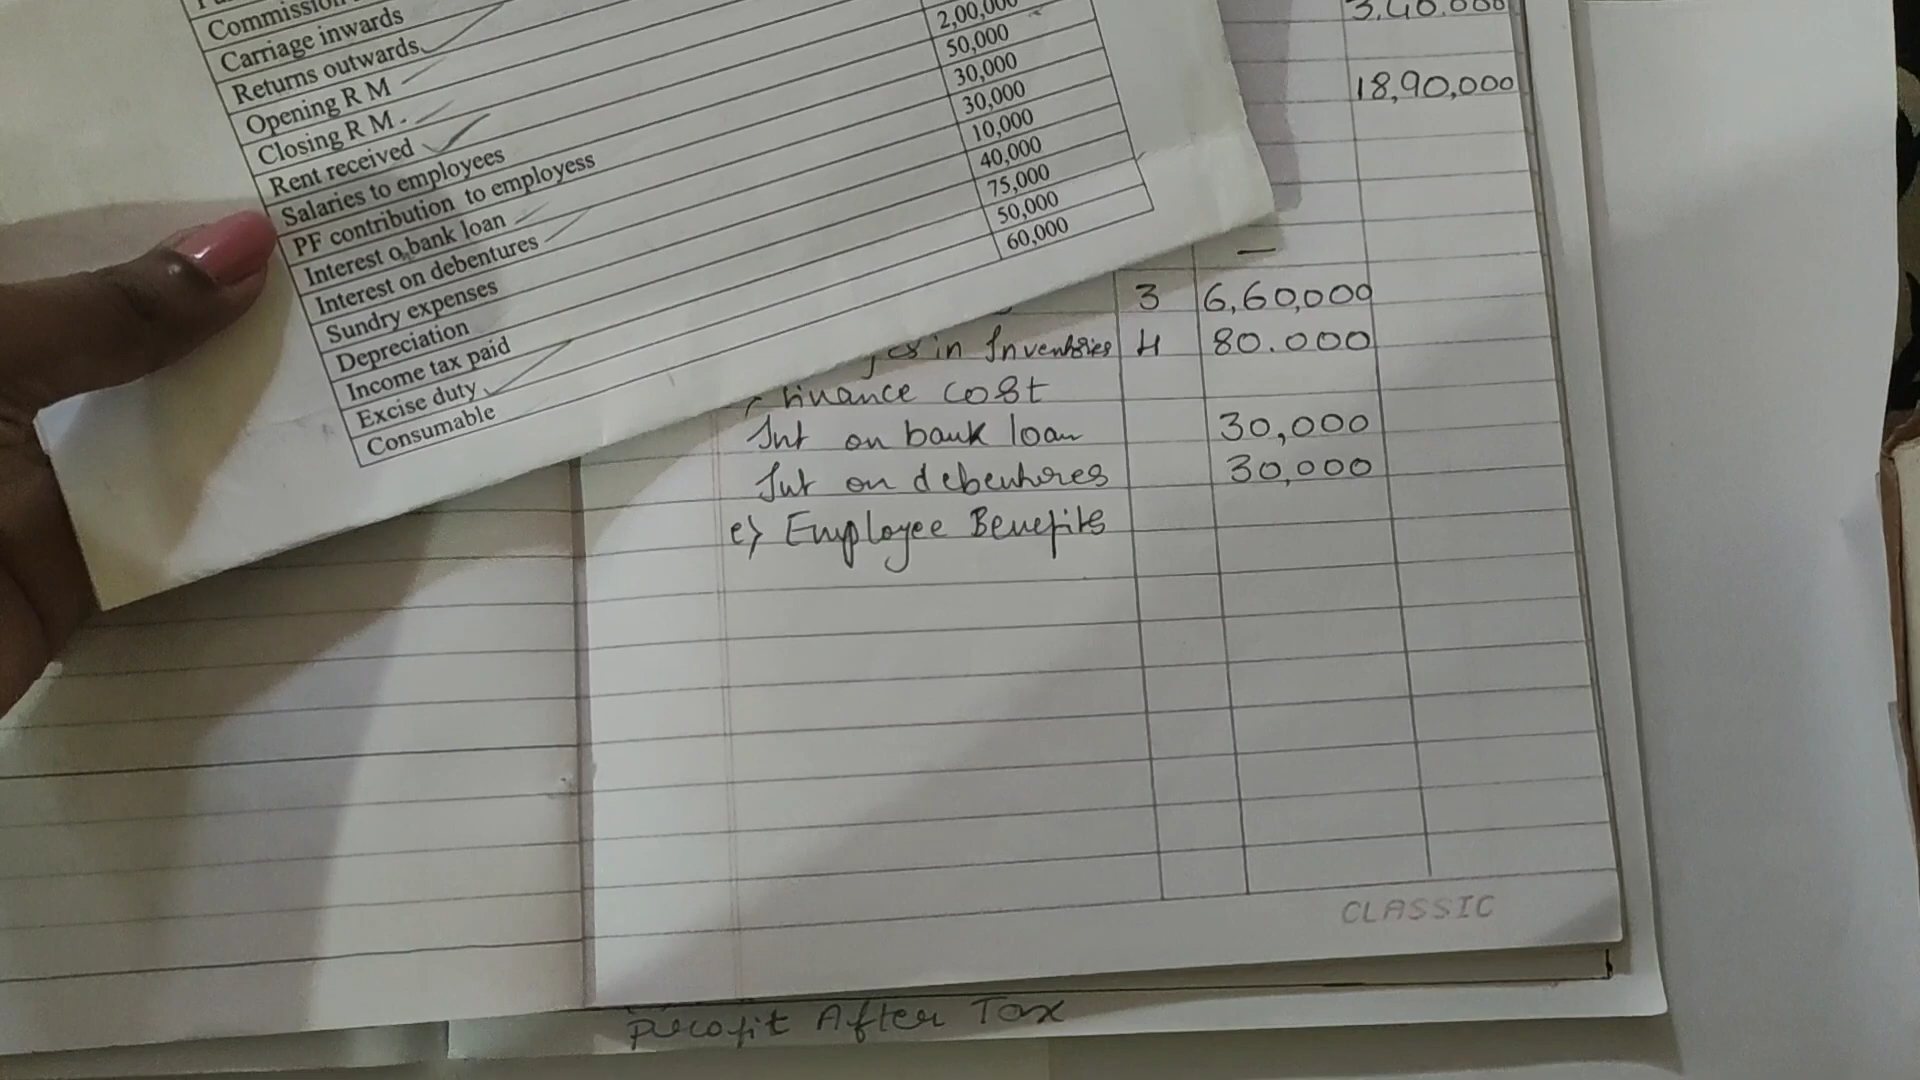 Commission
Carriage inwards
Returns outwards
Opening R M
Closing R M
Rent received
Salaries to employees
PF contribution to employess
Interest o bank loan
Interest on debentures
Sundry expenses
Depreciation
Income tax paid
Excise duty
Consumable
2,00,000
50,000
30,000
30,000
10,000
40,000
75,000
50,000
60,000
3,40,000
18,90,000
3 6,60,000
in Inventories 4 80.000
Finance cost
Int on bank loan 30,000
Int on debentures 30,000
e) Employee Benefits
CLASSIC
Profit After Tax